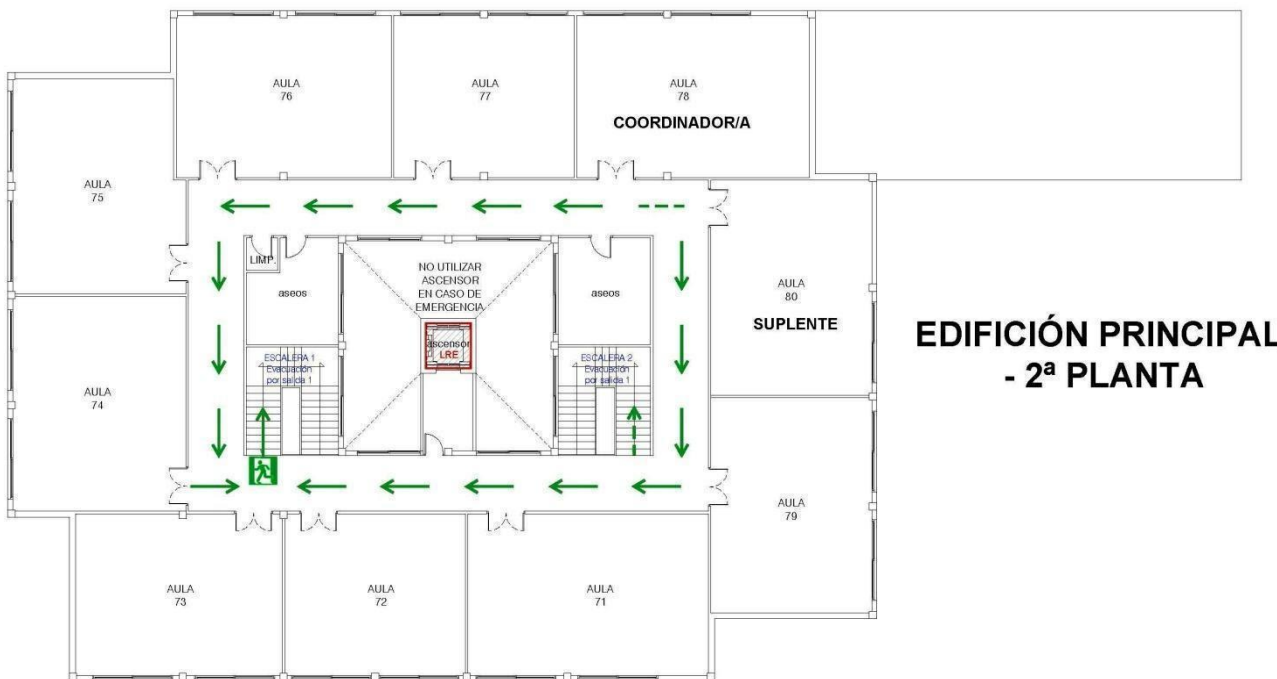 AULA
76
AULA
77
AULA
78
COORDINADOR/A
AULA
75
LIMP.
aseos
NO UTILIZAR
ASCENSOR
EN CASO DE
EMERGENCIA
aseos
AULA
80
SUPLENTE
EDIFICIÓN PRINCIPAL
- 2ª PLANTA
ascensor
LRE
ESCALERA 1
Evacuación
por salida 1
ESCALERA 2
Evacuación
por salida 1
AULA
74
AULA
79
AULA
73
AULA
72
AULA
71